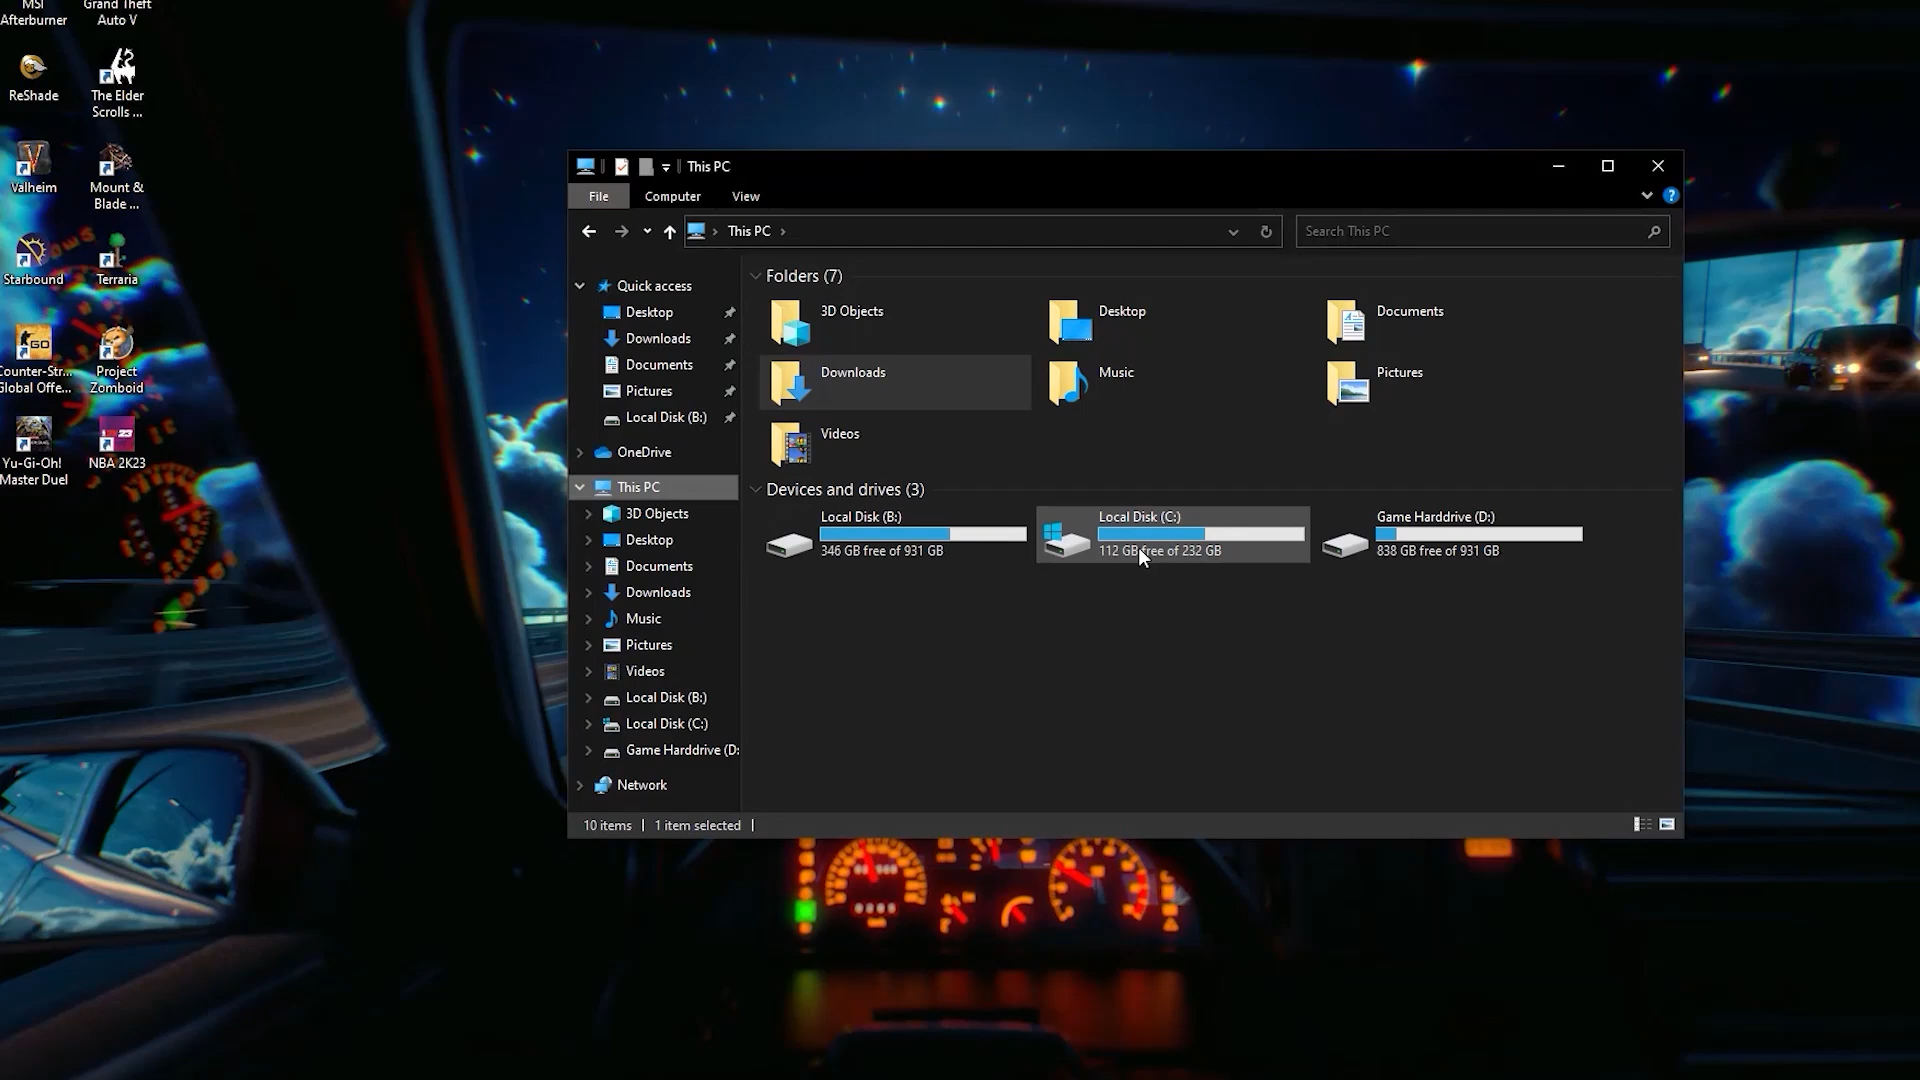 MSI
Afterburner
Grand Theft
Auto V
ReShade
The Elder
Scrolls ...
Valheim
Mount &
Blade ...
Starbound
Terraria
GO
Counter-Str...
Global Offe...
Project
Zomboid
Yu-Gi-Oh!
Master Duel
NBA 2K23
This PC
File
Computer
View
?
This PC
Search This PC
Quick access
Desktop
Downloads
Documents
Pictures
Local Disk (B:)
OneDrive
This PC
3D Objects
Desktop
Documents
Downloads
Music
Pictures
Videos
Local Disk (B:)
Local Disk (C:)
Game Harddrive (D:
Network
Folders (7)
3D Objects
Desktop
Documents
Downloads
Music
Pictures
Videos
Devices and drives (3)
Local Disk (B:)
346 GB free of 931 GB
Local Disk (C:)
112 GB free of 232 GB
Game Harddrive (D:)
838 GB free of 931 GB
10 items
1 item selected